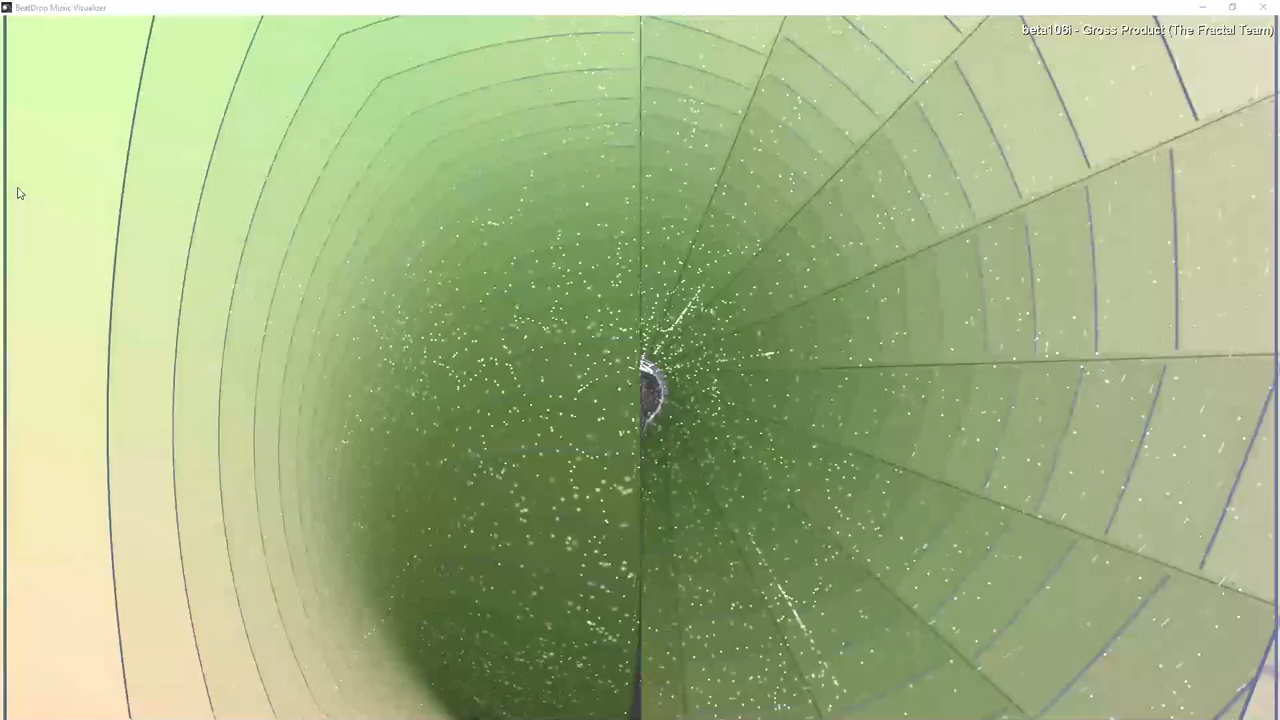 BeatDrop Music Visualizer
beta106i - Gross Product (The Fractal Team)